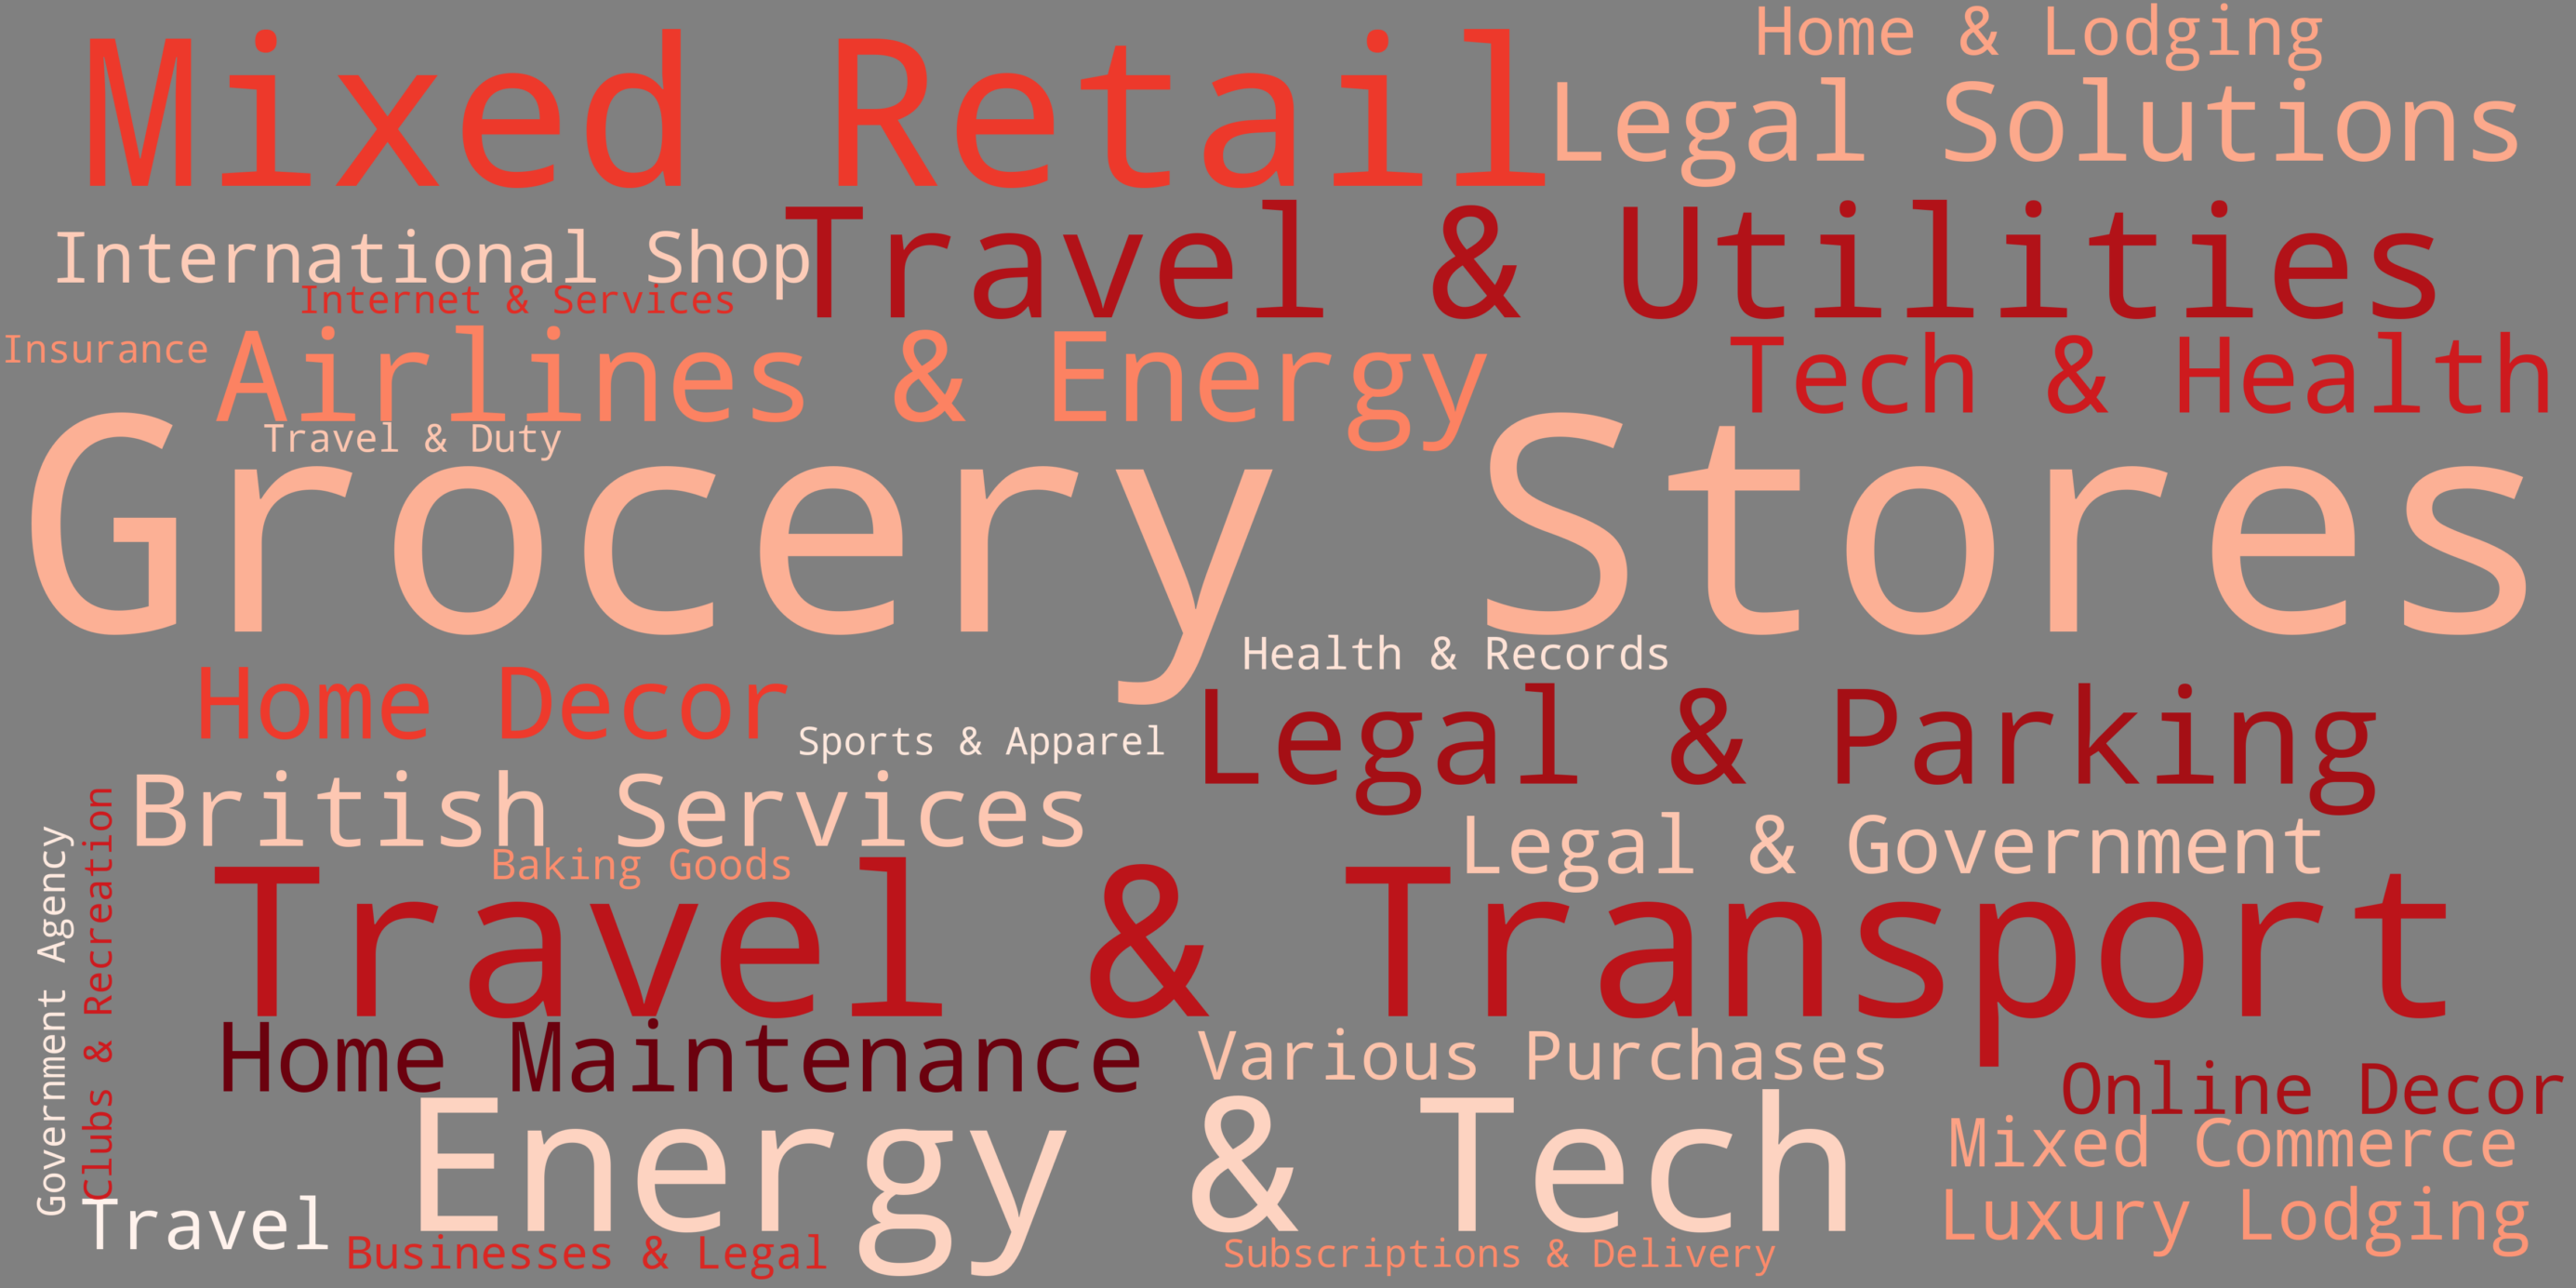 Mixed Retail
Home & Lodging
Legal Solutions
International Shop
Travel & Utilities
Internet & Services
Insurance
Airlines & Energy
Tech & Health
Travel & Duty
Grocery Stores
Health & Records
Home Decor
Legal & Parking
Sports & Apparel
British Services
Legal & Government
Baking Goods
Government Agency
Clubs & Recreation
Travel & Transport
Home Maintenance
Various Purchases
Online Decor
Energy & Tech
Mixed Commerce
Travel
Luxury Lodging
Businesses & Legal
Subscriptions & Delivery